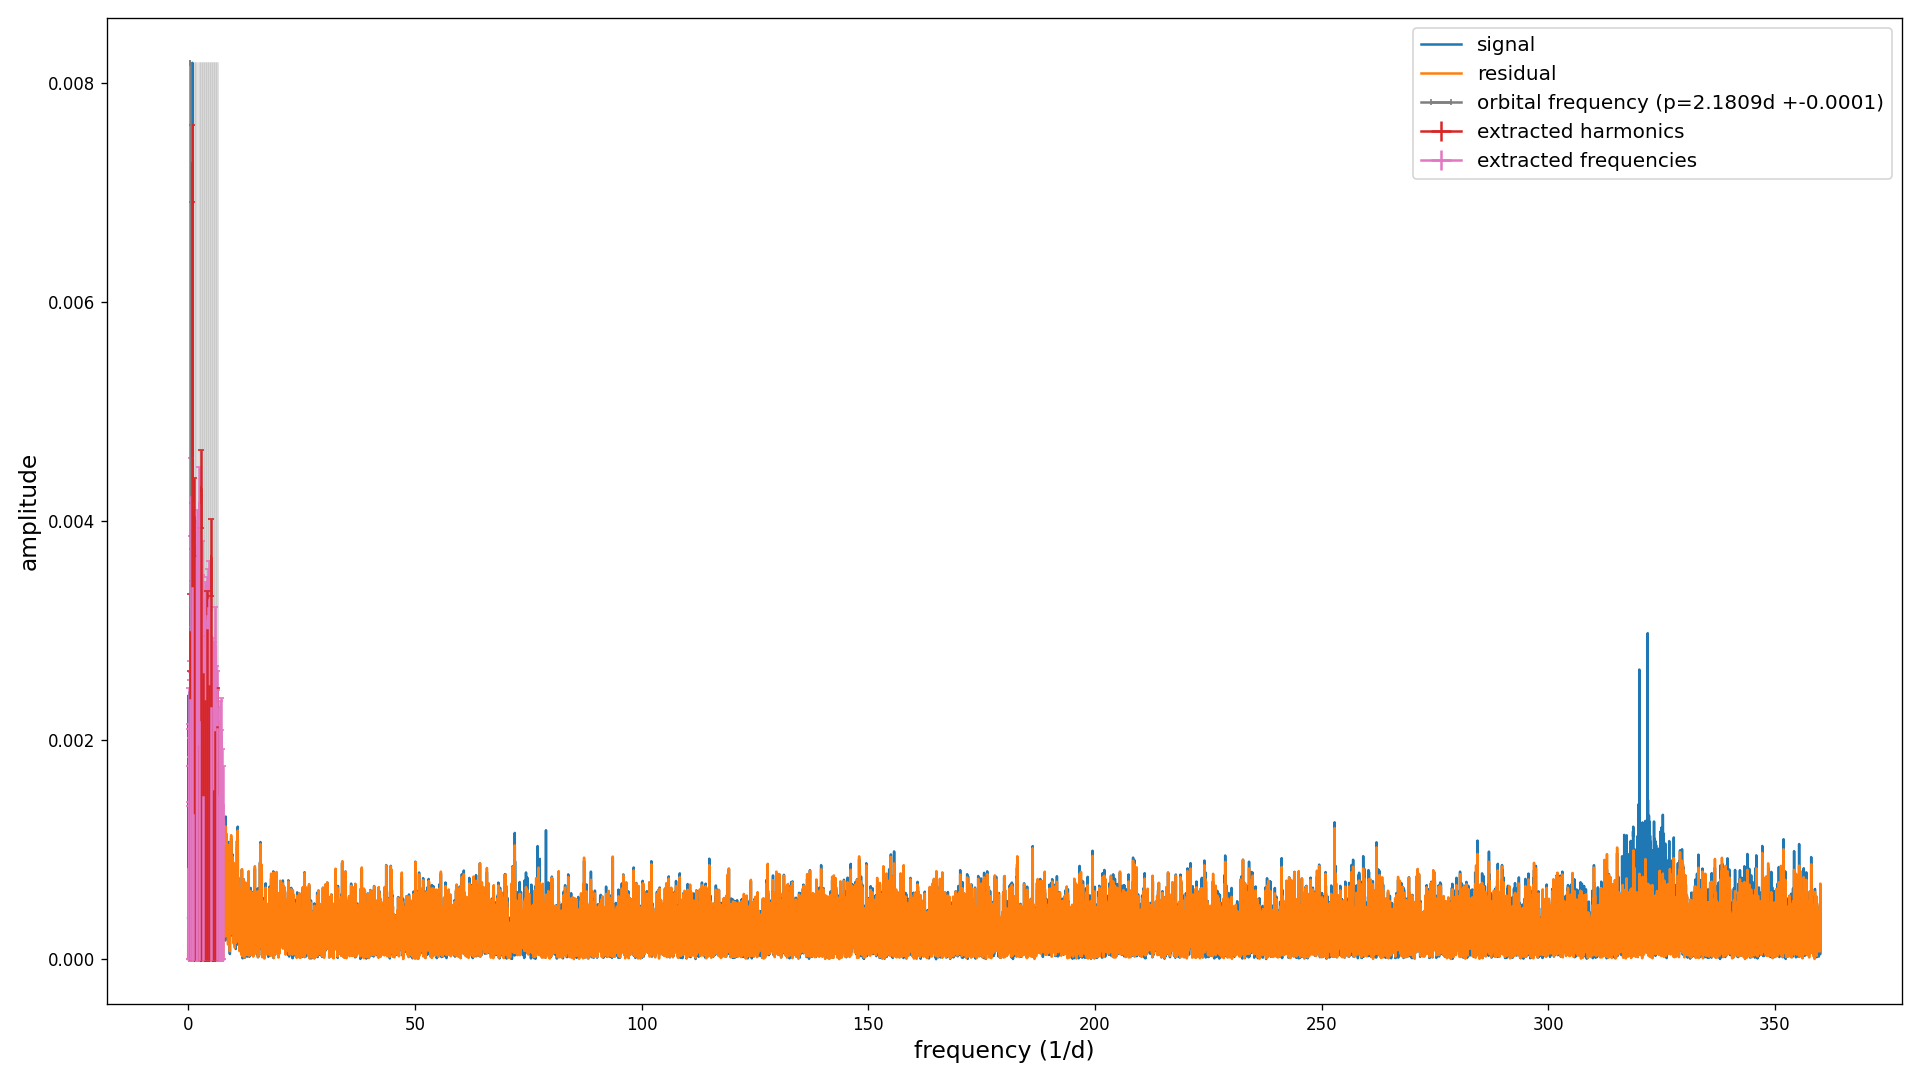 signal
residual
orbital frequency (p=2.1809d +-0.0001)
extracted harmonics
extracted frequencies
0.008
0.006
0.004
0.002
0.000
amplitude
0 50 100 150 200 250 300 350
frequency (1/d)